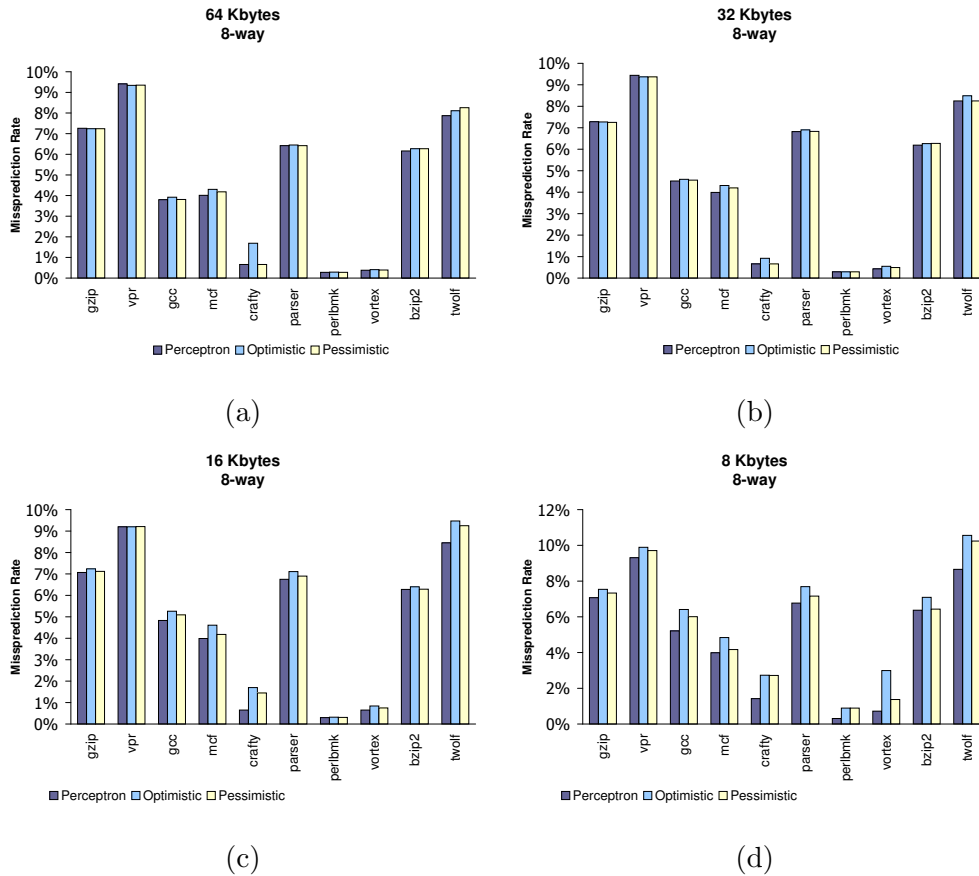 64 Kbytes
8-way
Missprediction Rate
10%
9%
8%
7%
6%
5%
4%
3%
2%
1%
0%
gzip
vpr
gcc
mcf
crafty
parser
perlbmk
vortex
bzip2
twolf
Perceptron Optimistic Pessimistic
(a)
32 Kbytes
8-way
Missprediction Rate
10%
9%
8%
7%
6%
5%
4%
3%
2%
1%
0%
gzip
vpr
gcc
mcf
crafty
parser
perlbmk
vortex
bzip2
twolf
Perceptron Optimistic Pessimistic
(b)
16 Kbytes
8-way
Missprediction Rate
10%
9%
8%
7%
6%
5%
4%
3%
2%
1%
0%
gzip
vpr
gcc
mcf
crafty
parser
perlbmk
vortex
bzip2
twolf
Perceptron Optimistic Pessimistic
(c)
8 Kbytes
8-way
Missprediction Rate
12%
10%
8%
6%
4%
2%
0%
gzip
vpr
gcc
mcf
crafty
parser
perlbmk
vortex
bzip2
twolf
Perceptron Optimistic Pessimistic
(d)